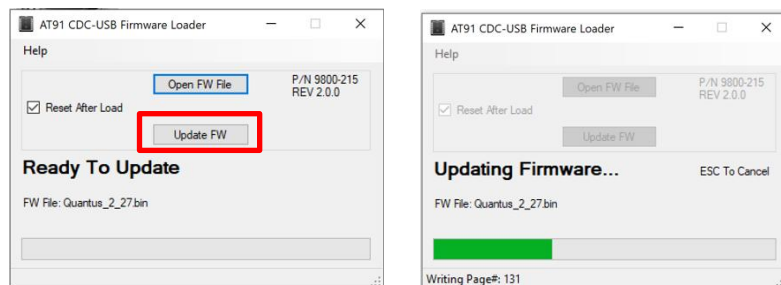 AT91 CDC-USB Firmware Loader
Help
Open FW File
P/N 9800-215
REV 2.0.0
Reset After Load
Update FW
Ready To Update
FW File: Quantus_2_27.bin
AT91 CDC-USB Firmware Loader
Help
Open FW File
P/N 9800-215
REV 2.0.0
Reset After Load
Update FW
Updating Firmware...
ESC To Cancel
FW File: Quantus_2_27.bin
Writing Page#: 131